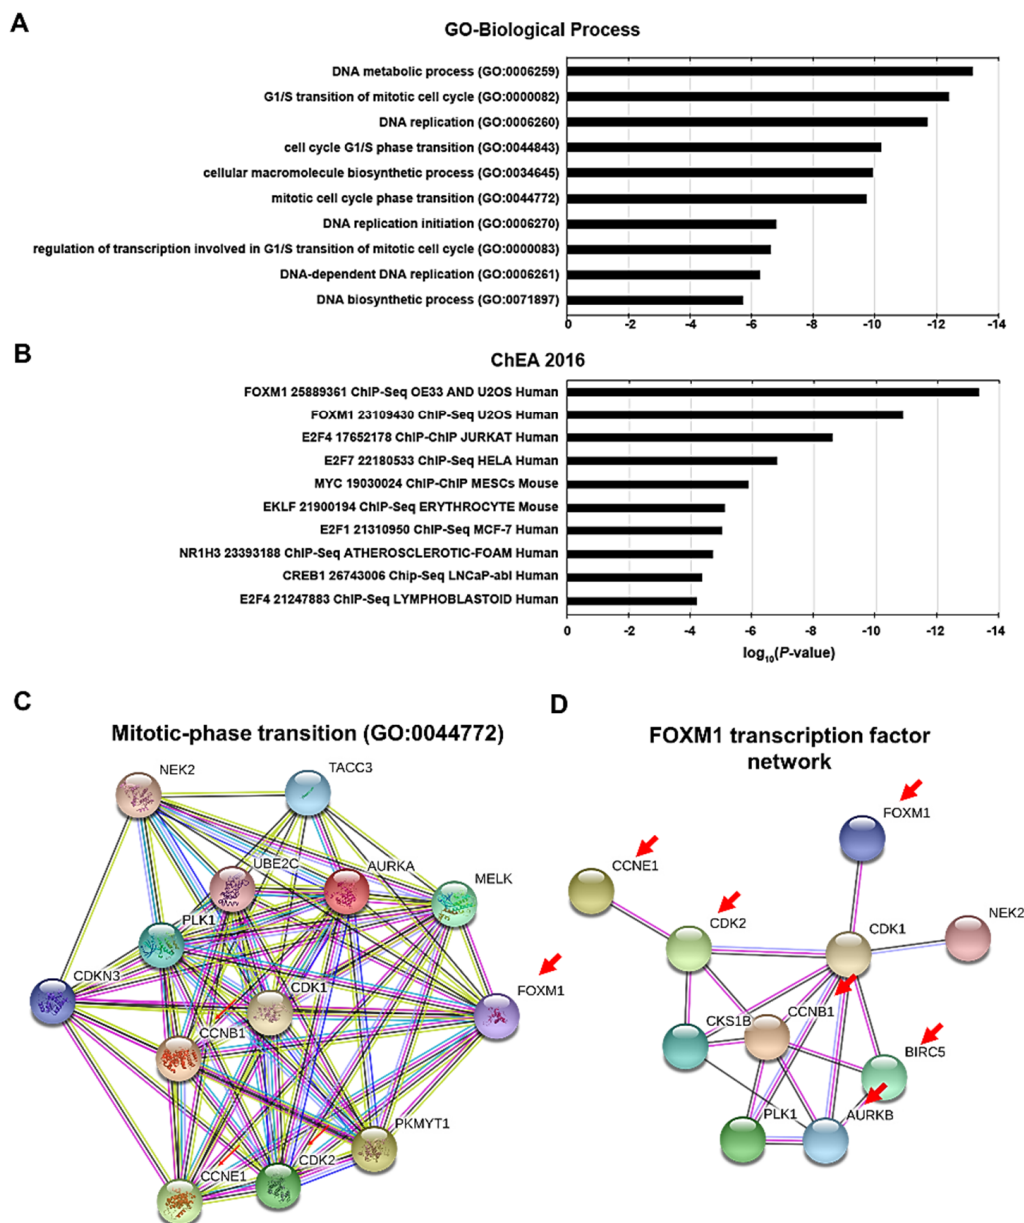 A
GO-Biological Process
DNA metabolic process (GO:0006259)
G1/S transition of mitotic cell cycle (GO:0000082)
DNA replication (GO:0006260)
cell cycle G1/S phase transition (GO:0044843)
cellular macromolecule biosynthetic process (GO:0034645)
mitotic cell cycle phase transition (GO:0044772)
DNA replication initiation (GO:0006270)
regulation of transcription involved in G1/S transition of mitotic cell cycle (GO:0000083)
DNA-dependent DNA replication (GO:0006261)
DNA biosynthetic process (GO:0071897)
0 -2 -4 -6 -8 -10 -12 -14
B
ChEA 2016
FOXM1 25889361 ChIP-Seq OE33 AND U2OS Human
FOXM1 23109430 ChIP-Seq U2OS Human
E2F4 17652178 ChIP-ChIP JURKAT Human
E2F7 22180533 ChIP-Seq HELA Human
MYC 19030024 ChIP-ChIP MESCs Mouse
EKLF 21900194 ChIP-Seq ERYTHROCYTE Mouse
E2F1 21310950 ChIP-Seq MCF-7 Human
NR1H3 23393188 ChIP-Seq ATHEROSCLEROTIC-FOAM Human
CREB1 26743006 Chip-Seq LNCaP-abl Human
E2F4 21247883 ChIP-Seq LYMPHOBLASTOID Human
0 -2 -4 -6 -8 -10 -12 -14
log10(P-value)
C
Mitotic-phase transition (GO:0044772)
NEK2
TACC3
UBE2C
AURKA
MELK
PLK1
CDKN3
CDK1
FOXM1
CCNB1
PKMYT1
CDK2
CCNE1
D
FOXM1 transcription factor
network
FOXM1
CCNE1
CDK2
CDK1
NEK2
CKS1B
CCNB1
BIRC5
PLK1
AURKB